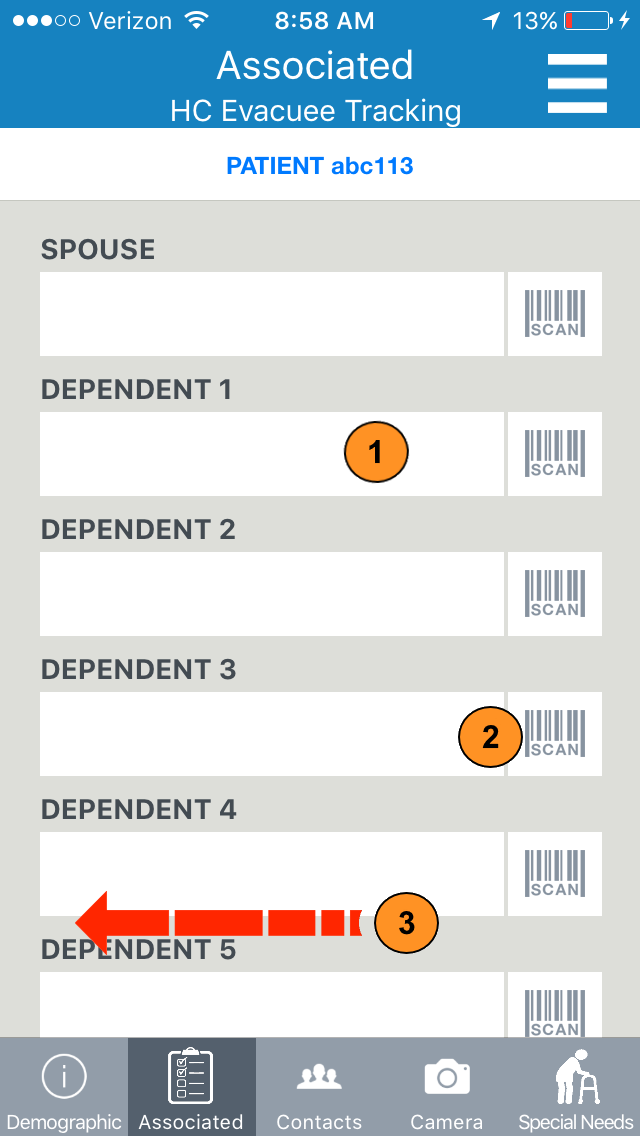 Verizon 8:58 AM 13%
Associated
HC Evacuee Tracking
PATIENT abc113
SPOUSE
SCAN
DEPENDENT 1
1
SCAN
DEPENDENT 2
SCAN
DEPENDENT 3
2
SCAN
DEPENDENT 4
SCAN
3
DEPENDENT 5
SCAN
Demographic Associated Contacts Camera Special Needs